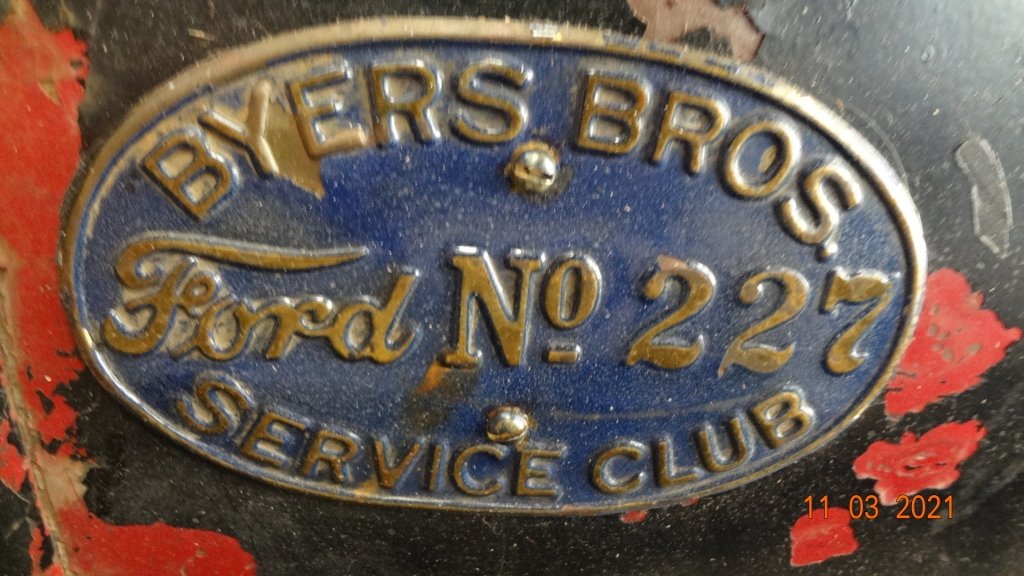 BYERS BROS.
Ford No 227
SERVICE CLUB
11 03 2021